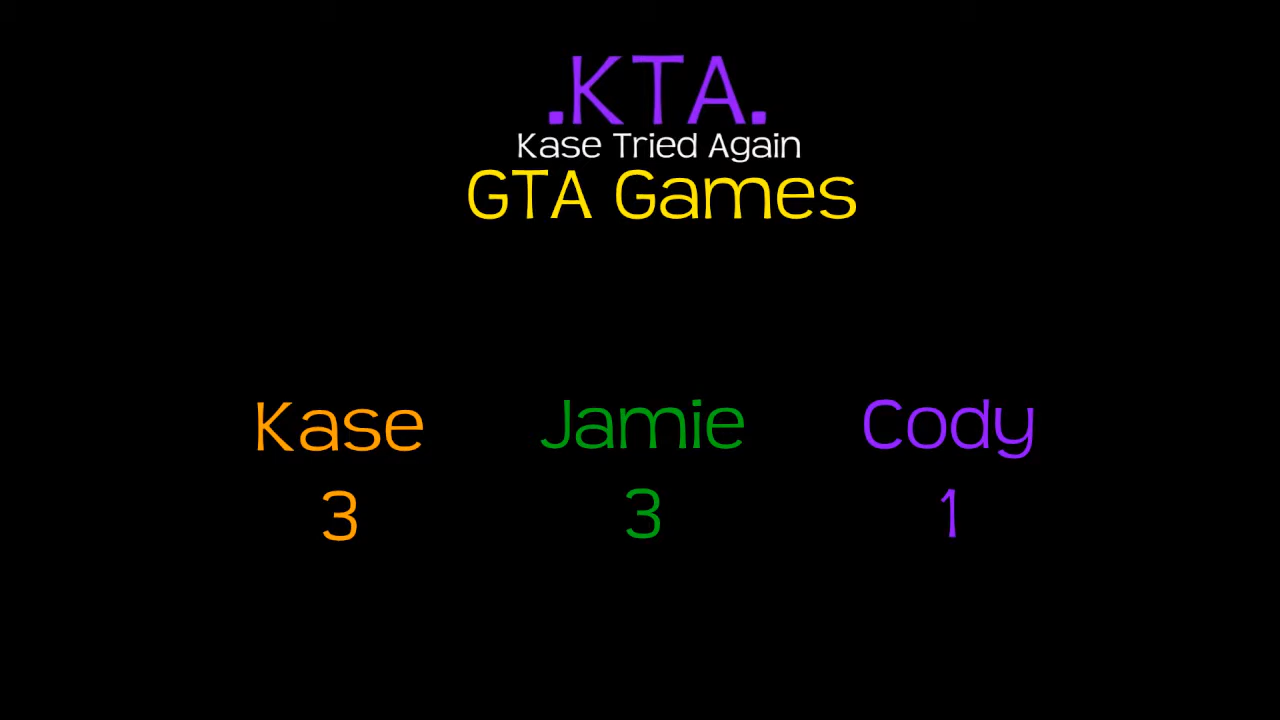 .KTA.
Kase Tried Again
GTA Games
Kase Jamie Cody
3 3 1